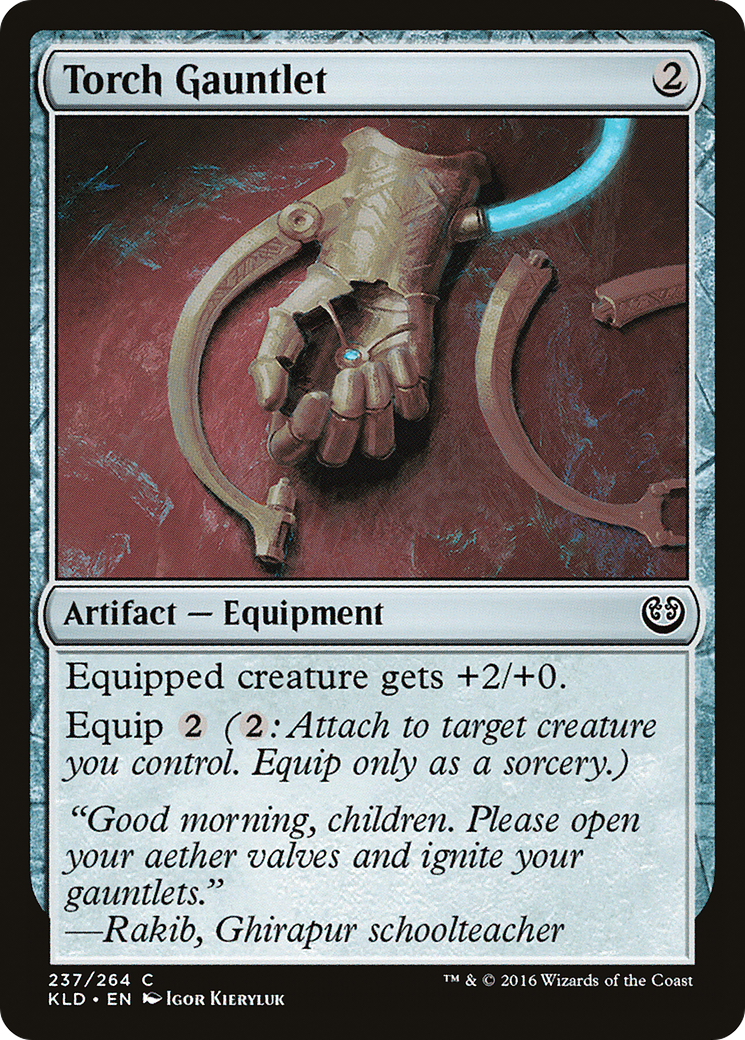 Torch Gauntlet 2
Artifact — Equipment
Equipped creature gets +2/+0.
Equip 2 (2: Attach to target creature
you control. Equip only as a sorcery.)
“Good morning, children. Please open
your aether valves and ignite your
gauntlets.”
—Rakib, Ghirapur schoolteacher
237/264 C
™ & © 2016 Wizards of the Coast
KLD • EN Igor Kieryluk